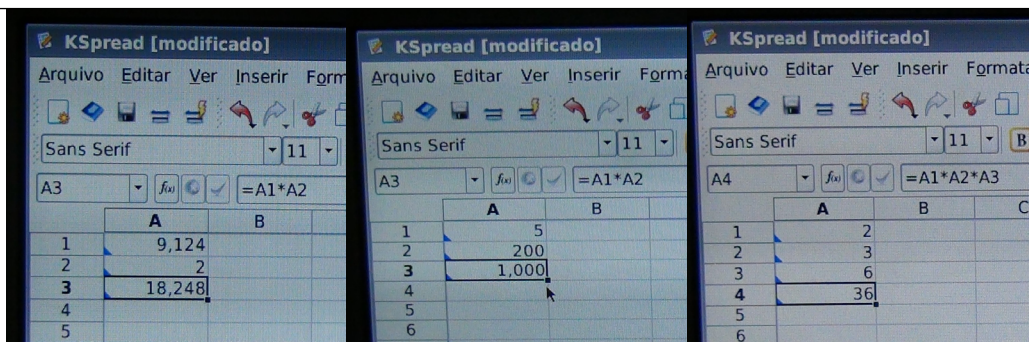 KSpread [modificado]
Arquivo Editar Ver Inserir Form
Sans Serif 11
A3 f(x) =A1*A2
A B
1 9,124
2 2
3 18,248
4
5
KSpread [modificado]
Arquivo Editar Ver Inserir Forma
Sans Serif 11
A3 f(x) =A1*A2
A B
1 5
2 200
3 1,000
4
5
6
KSpread [modificado]
Arquivo Editar Ver Inserir Formata
Sans Serif 11 B
A4 f(x) =A1*A2*A3
A B C
1 2
2 3
3 6
4 36
5
6